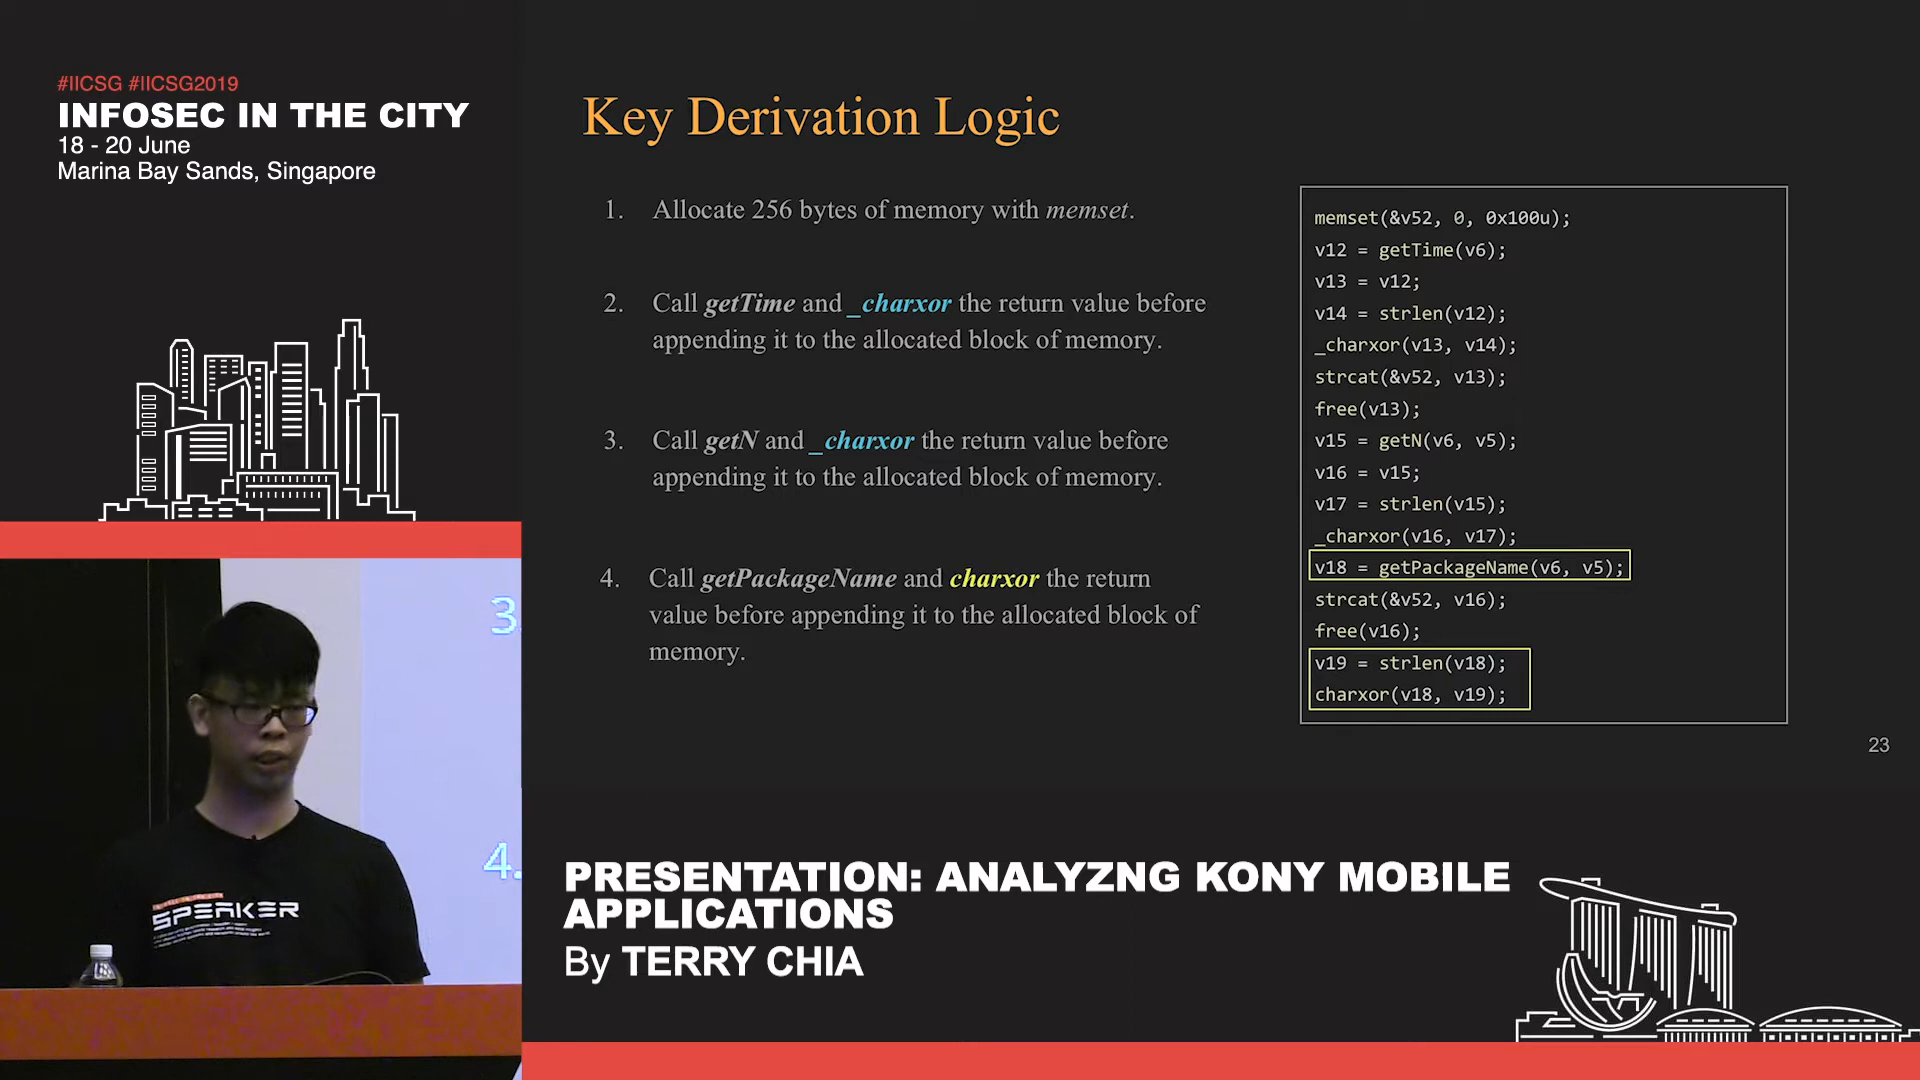 #IICSG #IICSG2019
INFOSEC IN THE CITY
18 - 20 June
Marina Bay Sands, Singapore
Key Derivation Logic
1. Allocate 256 bytes of memory with memset.
2. Call getTime and _charxor the return value before
appending it to the allocated block of memory.
3. Call getN and _charxor the return value before
appending it to the allocated block of memory.
4. Call getPackageName and charxor the return
value before appending it to the allocated block of
memory.
memset(&v52, 0, 0x100u);
v12 = getTime(v6);
v13 = v12;
v14 = strlen(v12);
_charxor(v13, v14);
strcat(&v52, v13);
free(v13);
v15 = getN(v6, v5);
v16 = v15;
v17 = strlen(v15);
_charxor(v16, v17);
v18 = getPackageName(v6, v5);
strcat(&v52, v16);
free(v16);
v19 = strlen(v18);
charxor(v18, v19);
23
3.
4.
SPEAKER
PRESENTATION: ANALYZNG KONY MOBILE
APPLICATIONS
By TERRY CHIA